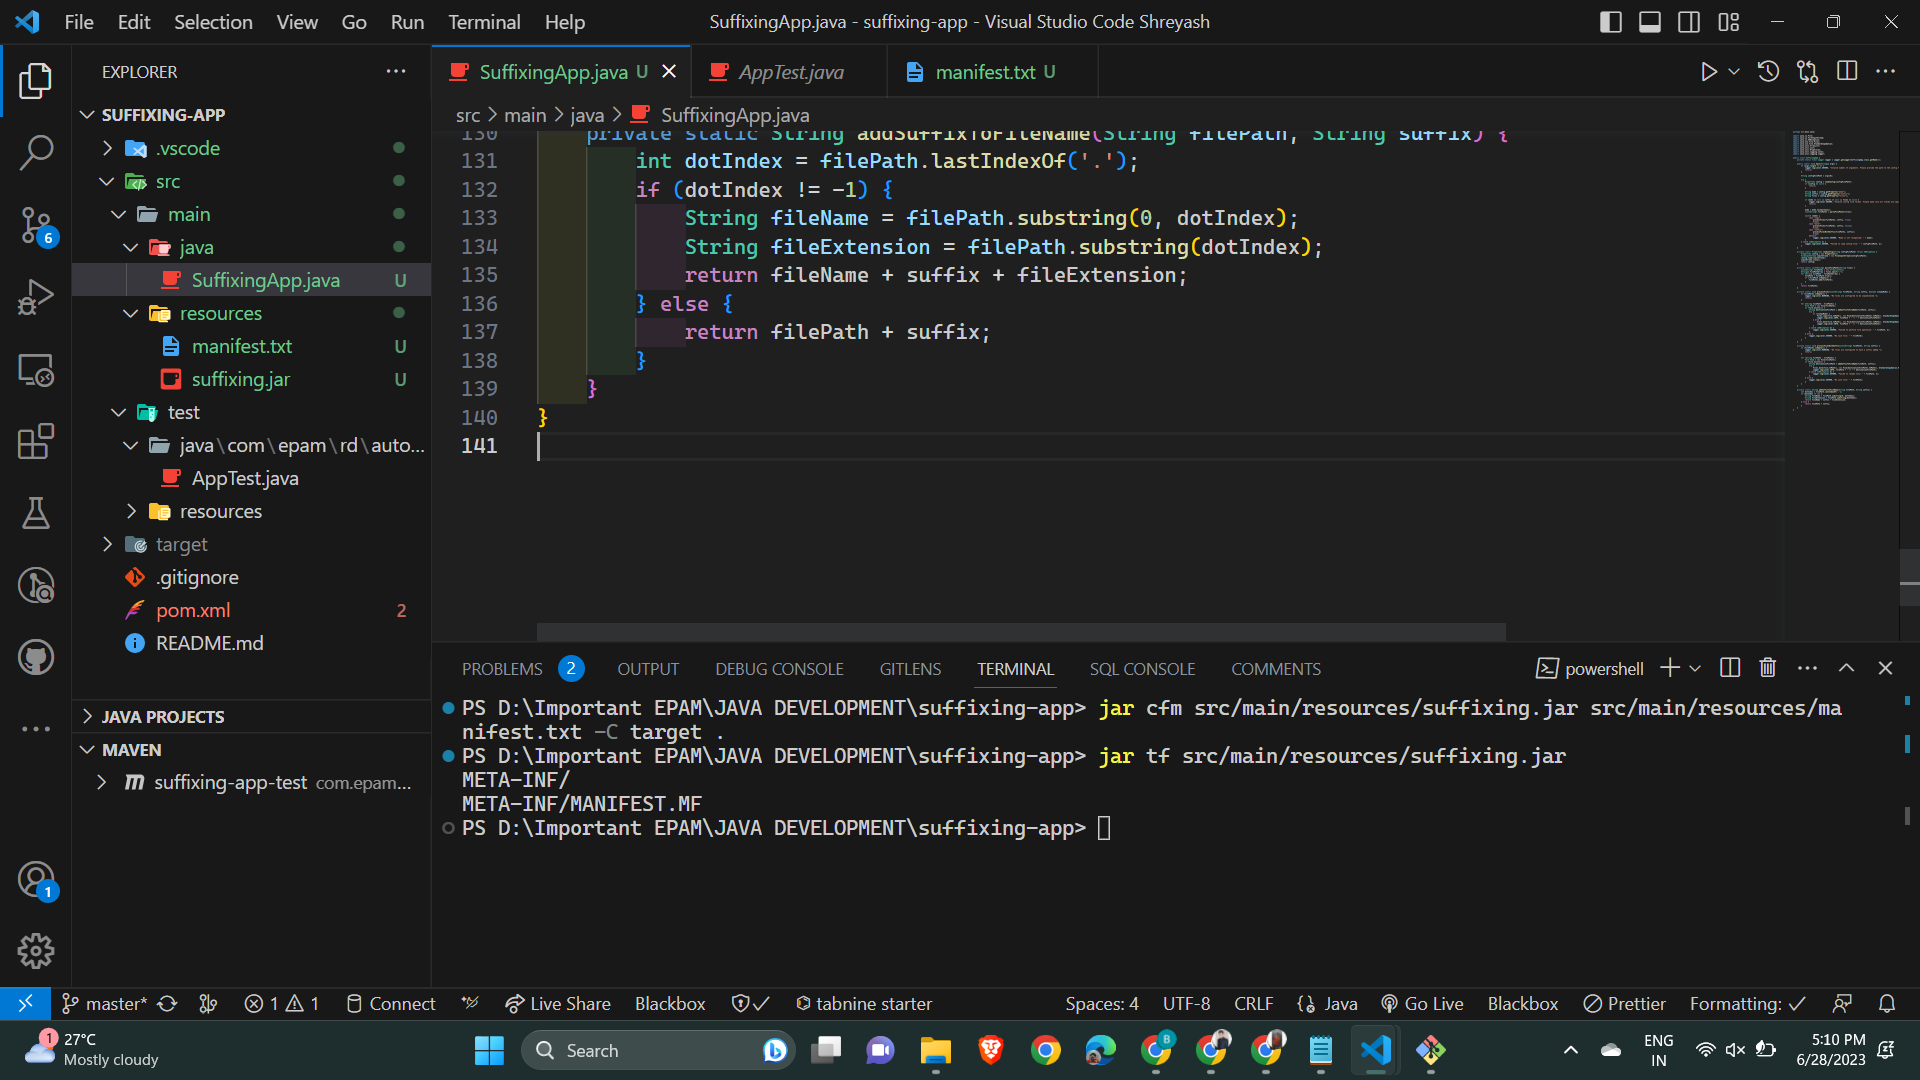 File Edit Selection View Go Run Terminal Help
SuffixingApp.java - suffixing-app - Visual Studio Code Shreyash
EXPLORER
SUFFIXING-APP
.vscode
src
main
java
SuffixingApp.java U
resources
manifest.txt U
suffixing.jar U
test
java\com\epam\rd\auto...
AppTest.java
resources
target
.gitignore
pom.xml 2
README.md
JAVA PROJECTS
MAVEN
suffixing-app-test com.epam...
6
1
SuffixingApp.java U
AppTest.java
manifest.txt U
src > main > java > SuffixingApp.java
130 private static String addSuffixToFileName(String filePath, String suffix) {
131 int dotIndex = filePath.lastIndexOf('.');
132 if (dotIndex != -1) {
133 String fileName = filePath.substring(0, dotIndex);
134 String fileExtension = filePath.substring(dotIndex);
135 return fileName + suffix + fileExtension;
136 } else {
137 return filePath + suffix;
138 }
139 }
140 }
141
PROBLEMS 2 OUTPUT DEBUG CONSOLE GITLENS TERMINAL SQL CONSOLE COMMENTS
powershell
PS D:\Important EPAM\JAVA DEVELOPMENT\suffixing-app> jar cfm src/main/resources/suffixing.jar src/main/resources/ma
nifest.txt -C target .
PS D:\Important EPAM\JAVA DEVELOPMENT\suffixing-app> jar tf src/main/resources/suffixing.jar
META-INF/
META-INF/MANIFEST.MF
PS D:\Important EPAM\JAVA DEVELOPMENT\suffixing-app>
master* 1 1 Connect Live Share Blackbox tabnine starter Spaces: 4 UTF-8 CRLF Java Go Live Blackbox Prettier Formatting:
1
27°C
Mostly cloudy
Search
B
ENG
IN
5:10 PM
6/28/2023